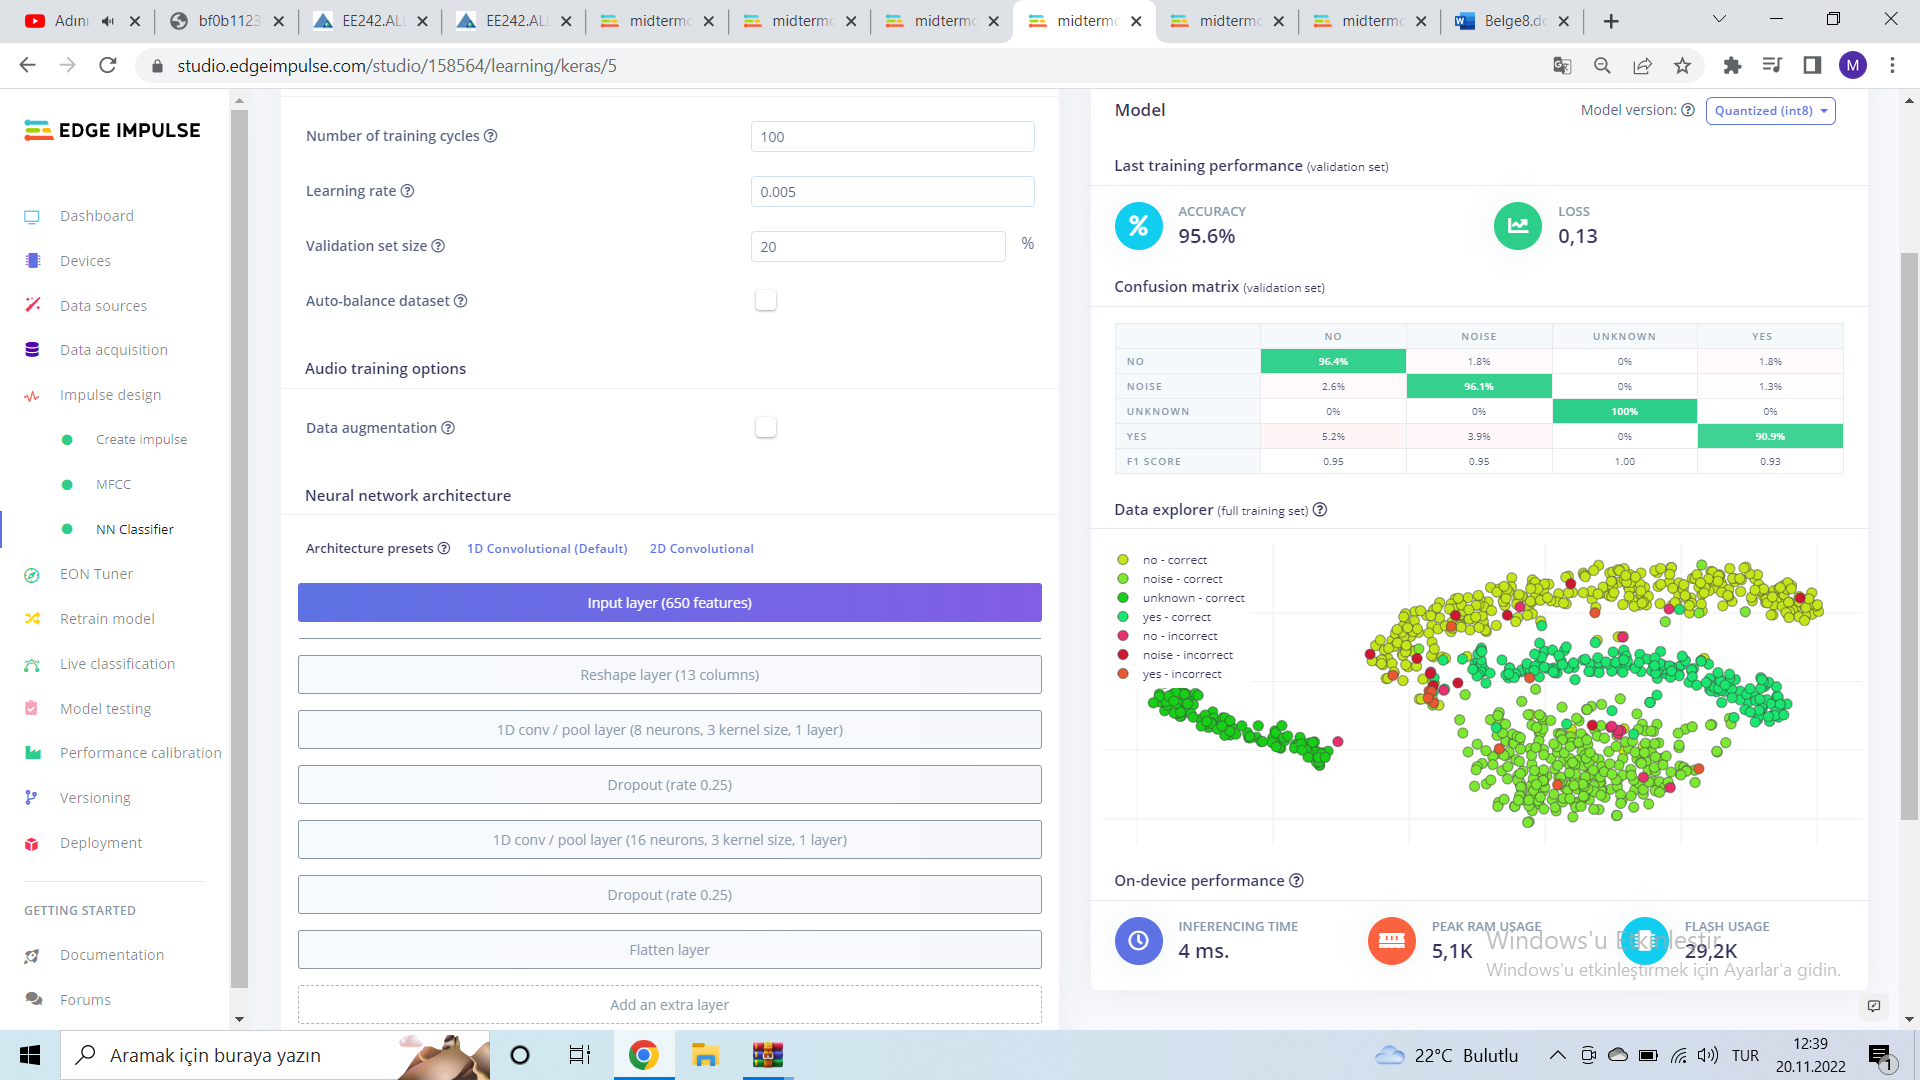 Adını
bf0b1123
EE242.ALL
EE242.ALL
midtermo
midtermo
midtermo
midtermo
midtermo
midtermo
Belge8.do
studio.edgeimpulse.com/studio/158564/learning/keras/5
M
EDGE IMPULSE
Dashboard
Devices
Data sources
Data acquisition
Impulse design
Create impulse
MFCC
NN Classifier
EON Tuner
Retrain model
Live classification
Model testing
Performance calibration
Versioning
Deployment
GETTING STARTED
Documentation
Forums
Number of training cycles
100
Learning rate
0.005
Validation set size
20
%
Auto-balance dataset
Audio training options
Data augmentation
Neural network architecture
Architecture presets 1D Convolutional (Default) 2D Convolutional
Input layer (650 features)
Reshape layer (13 columns)
1D conv / pool layer (8 neurons, 3 kernel size, 1 layer)
Dropout (rate 0.25)
1D conv / pool layer (16 neurons, 3 kernel size, 1 layer)
Dropout (rate 0.25)
Flatten layer
Add an extra layer
Model
Model version: Quantized (int8)
Last training performance (validation set)
% ACCURACY
95.6%
LOSS
0,13
Confusion matrix (validation set)
NO NOISE UNKNOWN YES
NO 96.4% 1.8% 0% 1.8%
NOISE 2.6% 96.1% 0% 1.3%
UNKNOWN 0% 0% 100% 0%
YES 5.2% 3.9% 0% 90.9%
F1 SCORE 0.95 0.95 1.00 0.93
Data explorer (full training set)
no - correct
noise - correct
unknown - correct
yes - correct
no - incorrect
noise - incorrect
yes - incorrect
On-device performance
INFERENCING TIME
4 ms.
PEAK RAM USAGE
5,1K
FLASH USAGE
29,2K
Windows'u Etkinleştir
Windows'u etkinleştirmek için Ayarlar'a gidin.
Aramak için buraya yazın
22°C Bulutlu
TUR
12:39
20.11.2022
1